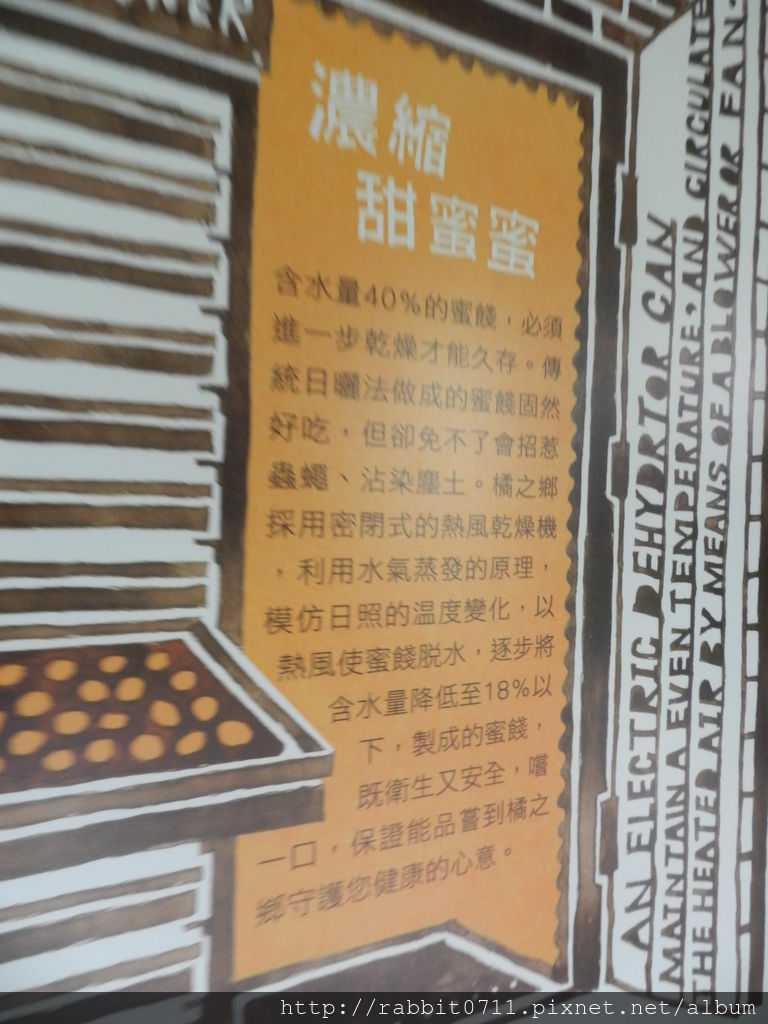 濃縮
甜蜜蜜
含水量40%的蜜餞，必須
進一步乾燥才能久存。傳
統日曬法做成的蜜餞固然
好吃，但卻免不了會招惹
蟲蠅、沾染塵土。橘之鄉
採用密閉式的熱風乾燥機
，利用水氣蒸發的原理，
模仿日照的溫度變化，以
熱風使蜜餞脫水，逐步將
含水量降低至18%以
下，製成的蜜餞，
既衛生又安全，嚐
一口，保證能品嘗到橘之
鄉守護您健康的心意。
AN ELECTRIC DEHYDRTOR CAN
MAINTAIN A EVEN TEMPERATURE, AND CIRCULATE
THE HEATED AIR BY MEANS OF A BLOWER OR FAN.
http://rabbit0711.pixnet.net/album